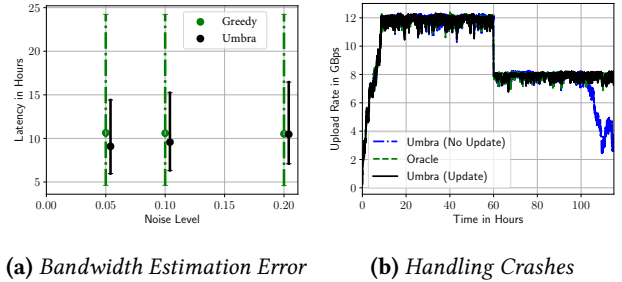 25
20
15
10
5
0.00 0.05 0.10 0.15 0.20
Latency in Hours
Noise Level
Greedy
Umbra
12
10
8
6
4
2
0
0 20 40 60 80 100
Upload Rate in GBps
Time in Hours
Umbra (No Update)
Oracle
Umbra (Update)
(a) Bandwidth Estimation Error
(b) Handling Crashes